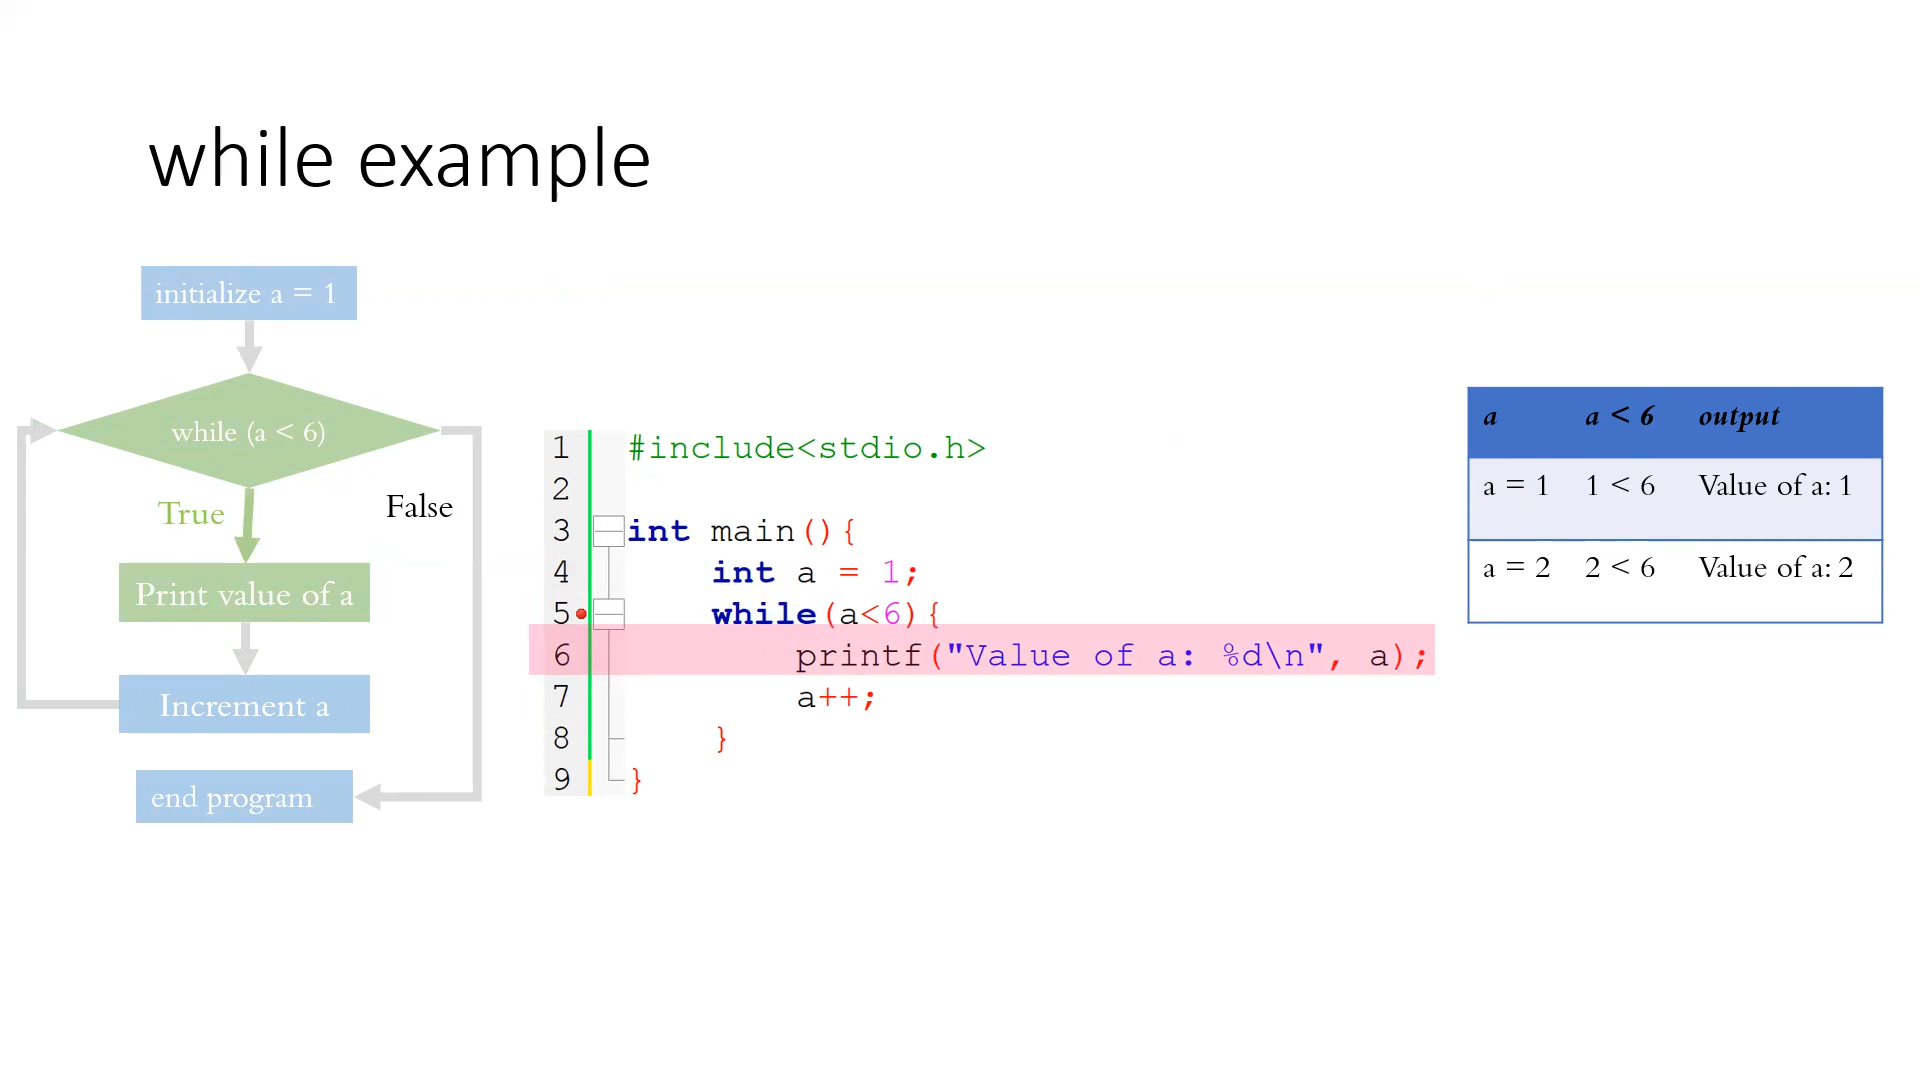 while example
initialize a = 1
while (a < 6)
True
False
Print value of a
Increment a
end program
1 #include<stdio.h>
2
3 int main(){
4 int a = 1;
5 while(a<6){
6 printf("Value of a: %d\n", a);
7 a++;
8 }
9 }
a a < 6 output
a = 1 1 < 6 Value of a: 1
a = 2 2 < 6 Value of a: 2